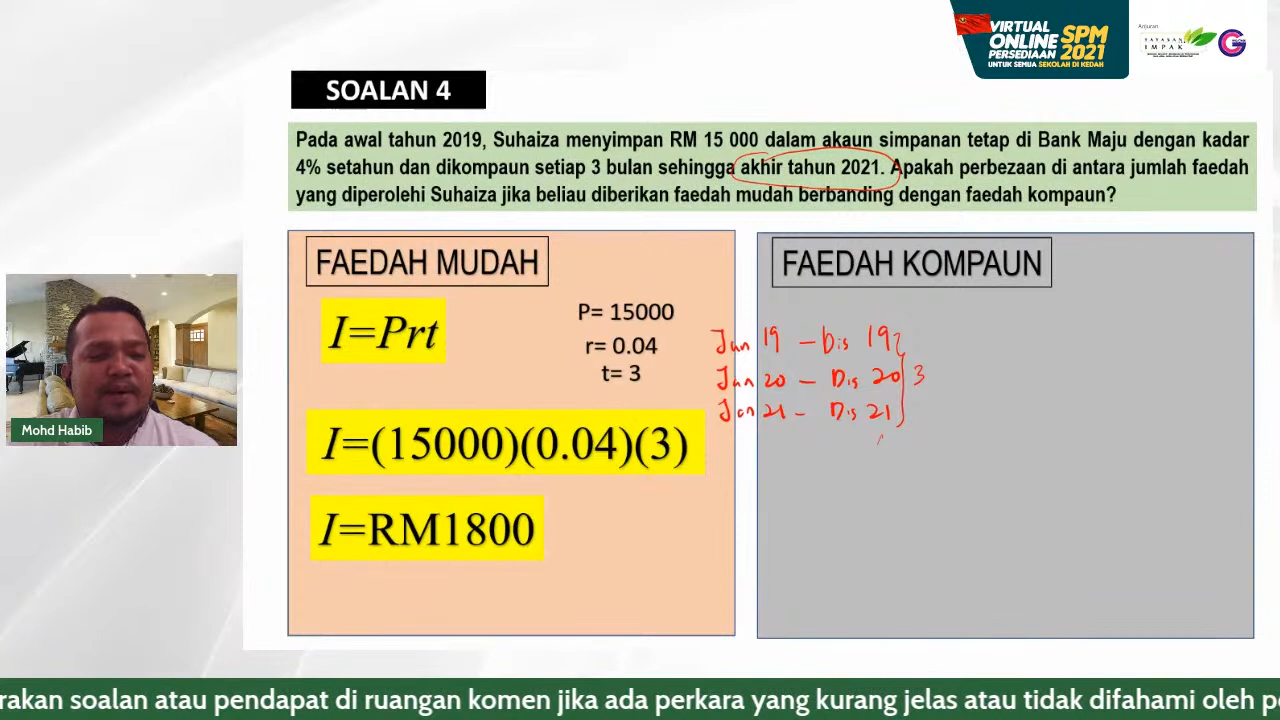 VIRTUAL
ONLINE
PERSEDIAAN
SPM
2021
UNTUK SEMUA SEKOLAH DI KEDAH
Anjuran
YAYASAN
IMPAK
SOALAN 4
Pada awal tahun 2019, Suhaiza menyimpan RM 15 000 dalam akaun simpanan tetap di Bank Maju dengan kadar
4% setahun dan dikompaun setiap 3 bulan sehingga akhir tahun 2021. Apakah perbezaan di antara jumlah faedah
yang diperolehi Suhaiza jika beliau diberikan faedah mudah berbanding dengan faedah kompaun?
FAEDAH MUDAH
I=Prt
P= 15000
r= 0.04
t= 3
I=(15000)(0.04)(3)
I=RM1800
FAEDAH KOMPAUN
Jan 19 – Dis 19
Jan 20 – Dis 20
3
Jan 21 – Dis 21
Mohd Habib
rakan soalan atau pendapat di ruangan komen jika ada perkara yang kurang jelas atau tidak difahami oleh